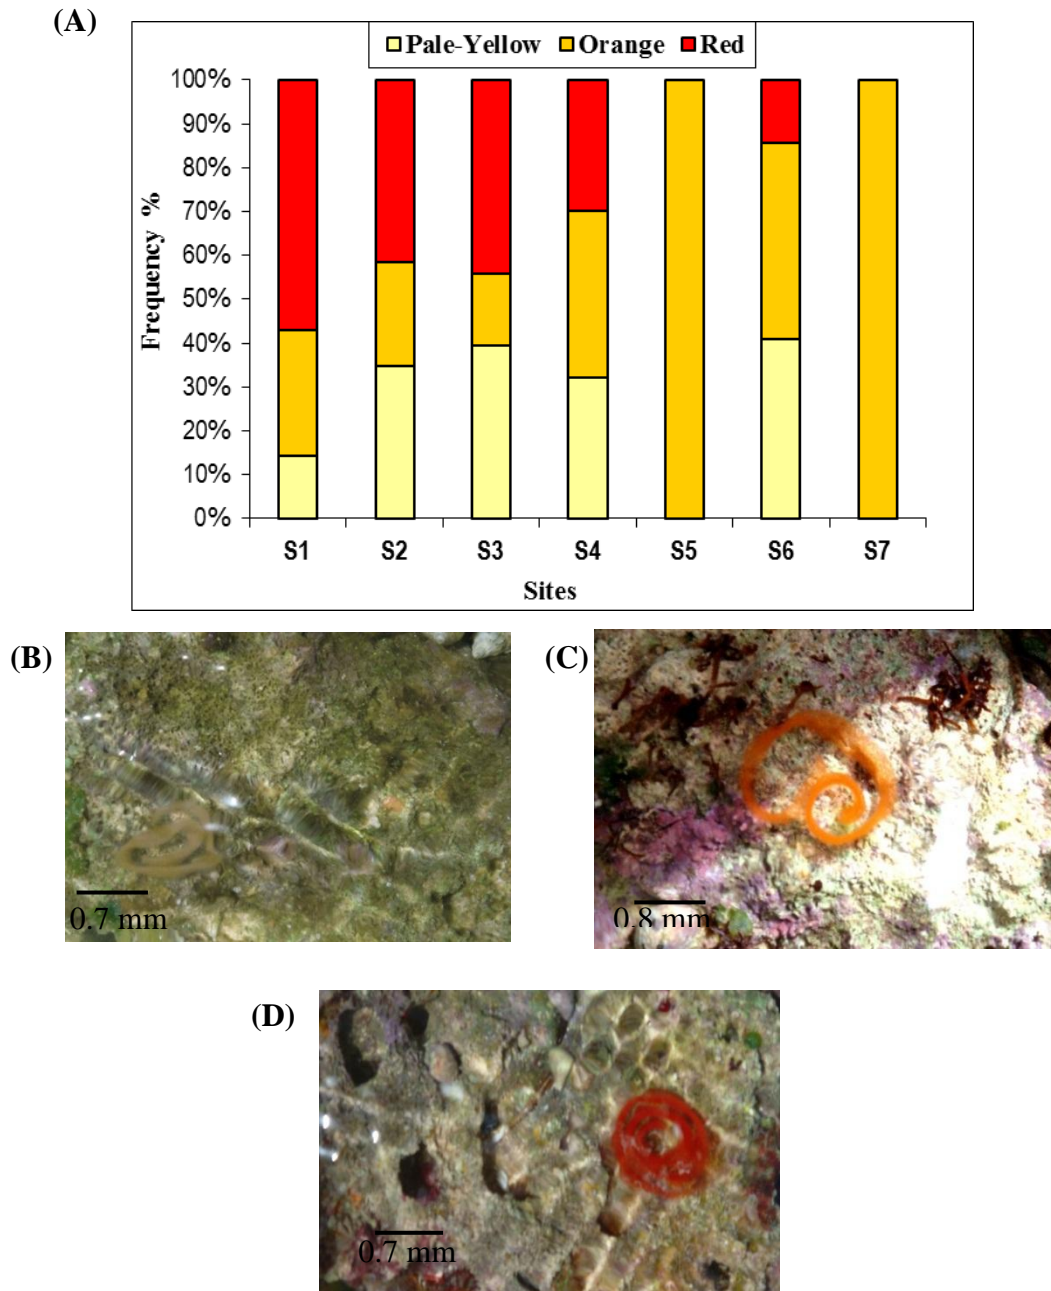 (A)
Pale-Yellow Orange Red
100%
90%
80%
70%
60%
50%
40%
30%
20%
10%
0%
Frequency %
S1 S2 S3 S4 S5 S6 S7
Sites
(B)
0.7 mm
(C)
0.8 mm
(D)
0.7 mm